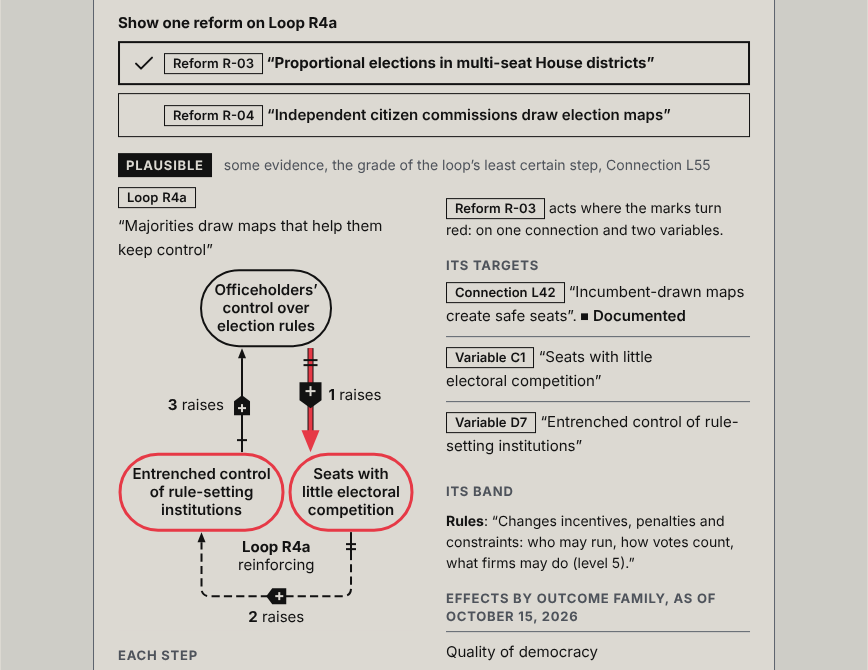 Show one reform on Loop R4a
Reform R-03 “Proportional elections in multi-seat House districts”
Reform R-04 “Independent citizen commissions draw election maps”
PLAUSIBLE some evidence, the grade of the loop’s least certain step, Connection L55
Loop R4a
“Majorities draw maps that help them
keep control”
Officeholders’
control over
election rules
3 raises
+
+
1 raises
Entrenched control
of rule-setting
institutions
Seats with
little electoral
competition
Loop R4a
reinforcing
+
2 raises
EACH STEP
Reform R-03 acts where the marks turn
red: on one connection and two variables.
ITS TARGETS
Connection L42 “Incumbent-drawn maps
create safe seats”. ■ Documented
Variable C1 “Seats with little
electoral competition”
Variable D7 “Entrenched control of rule-
setting institutions”
ITS BAND
Rules: “Changes incentives, penalties and
constraints: who may run, how votes count,
what firms may do (level 5).”
EFFECTS BY OUTCOME FAMILY, AS OF
OCTOBER 15, 2026
Quality of democracy